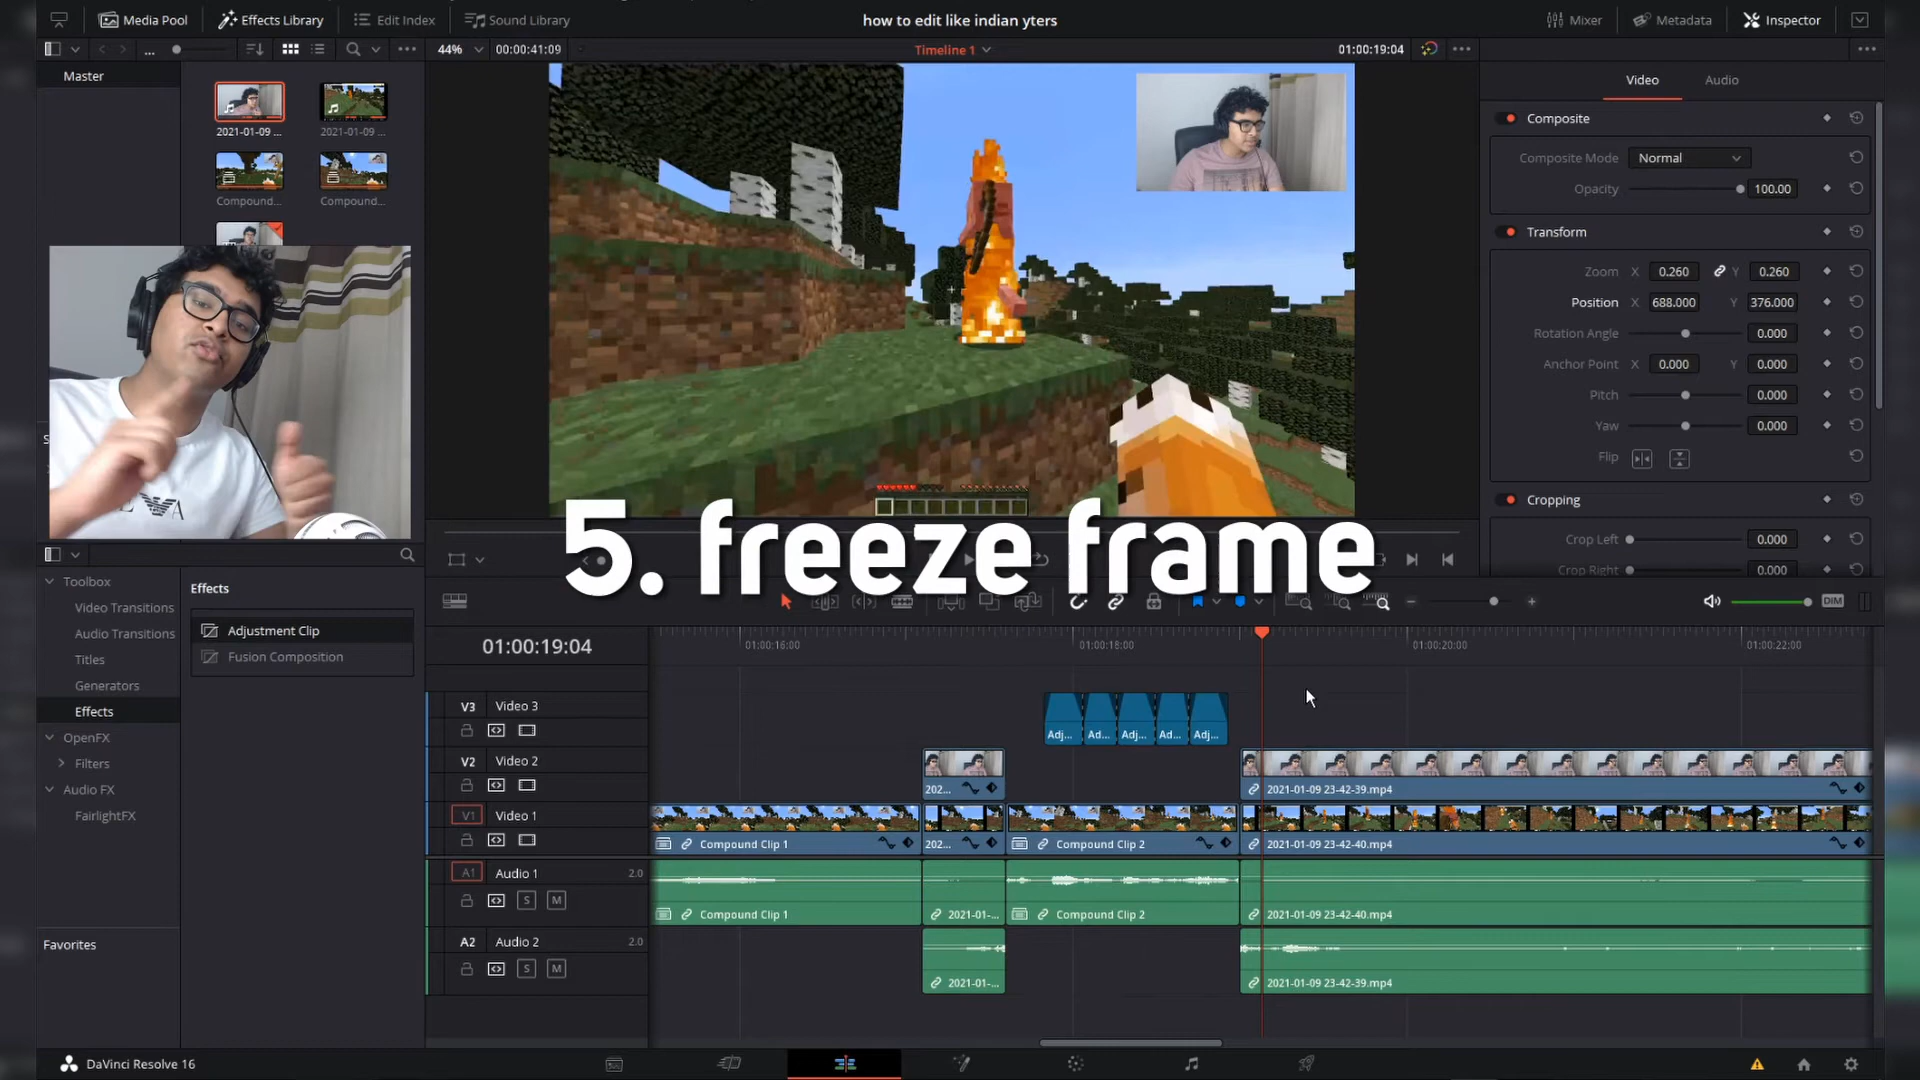 Media Pool
Effects Library
Edit Index
Sound Library
how to edit like indian yters
Mixer
Metadata
Inspector
...
44%
00:00:41:09
Timeline 1
01:00:19:04
Master
2021-01-09 ...
2021-01-09 ...
Compound...
Compound...
Video
Audio
Composite
Composite Mode
Normal
Opacity
100.00
Transform
Zoom
X
0.260
Y
0.260
Position
X
688.000
Y
376.000
Rotation Angle
0.000
Anchor Point
X
0.000
Y
0.000
Pitch
0.000
Yaw
0.000
Flip
Cropping
Crop Left
0.000
Crop Right
0.000
5. freeze frame
Toolbox
Video Transitions
Audio Transitions
Titles
Generators
Effects
OpenFX
Filters
Audio FX
FairlightFX
Favorites
Effects
Adjustment Clip
Fusion Composition
DIM
01:00:19:04
01:00:16:00
01:00:18:00
01:00:20:00
01:00:22:00
V3
Video 3
Adj...
Ad...
Adj...
Ad...
Adj...
V2
Video 2
202...
2021-01-09 23-42-39.mp4
V1
Video 1
Compound Clip 1
202...
Compound Clip 2
2021-01-09 23-42-40.mp4
A1
Audio 1
2.0
S
M
Compound Clip 1
2021-01-...
Compound Clip 2
2021-01-09 23-42-40.mp4
A2
Audio 2
2.0
S
M
2021-01-...
2021-01-09 23-42-39.mp4
DaVinci Resolve 16